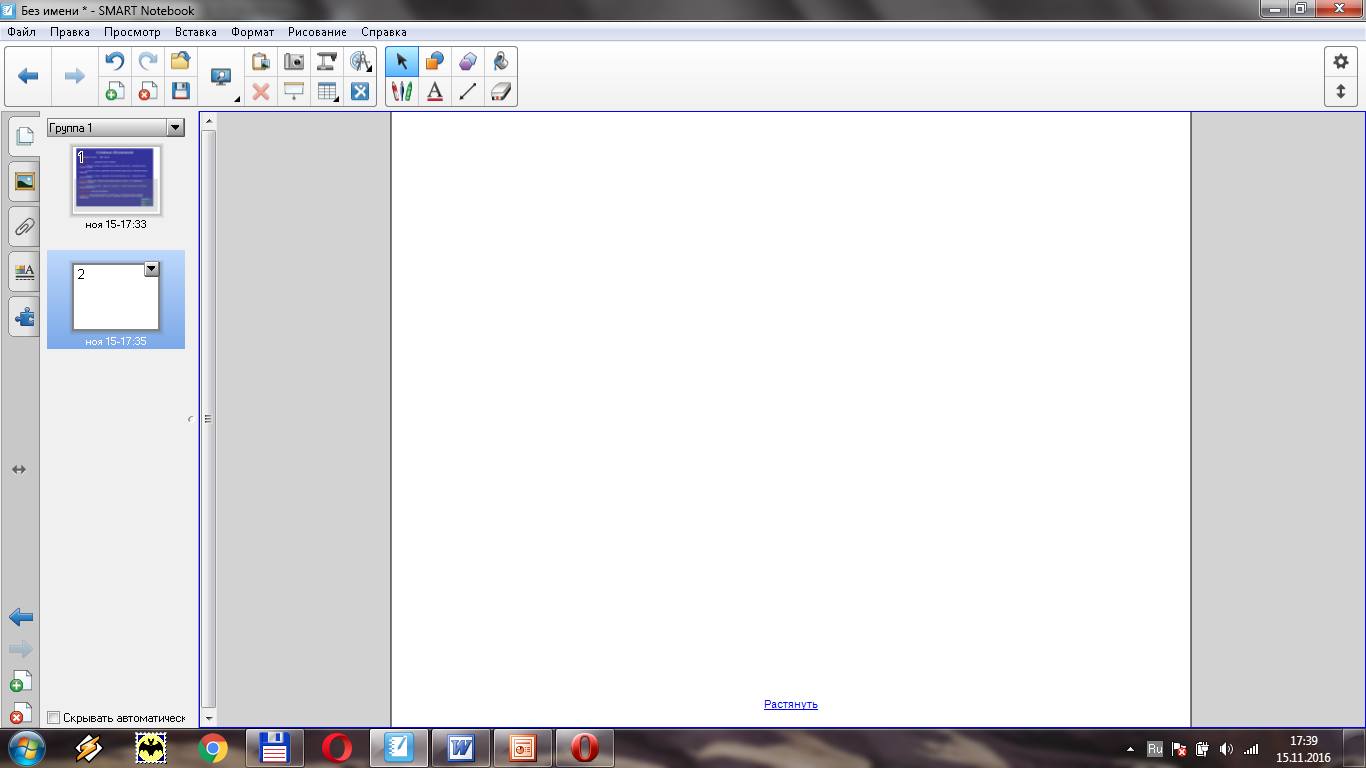 Без имени * - SMART Notebook
Файл Правка Просмотр Вставка Формат Рисование Справка
Группа 1
1
ноя 15-17:33
2
ноя 15-17:35
Растянуть
Скрывать автоматическ
Ru
17:39
15.11.2016